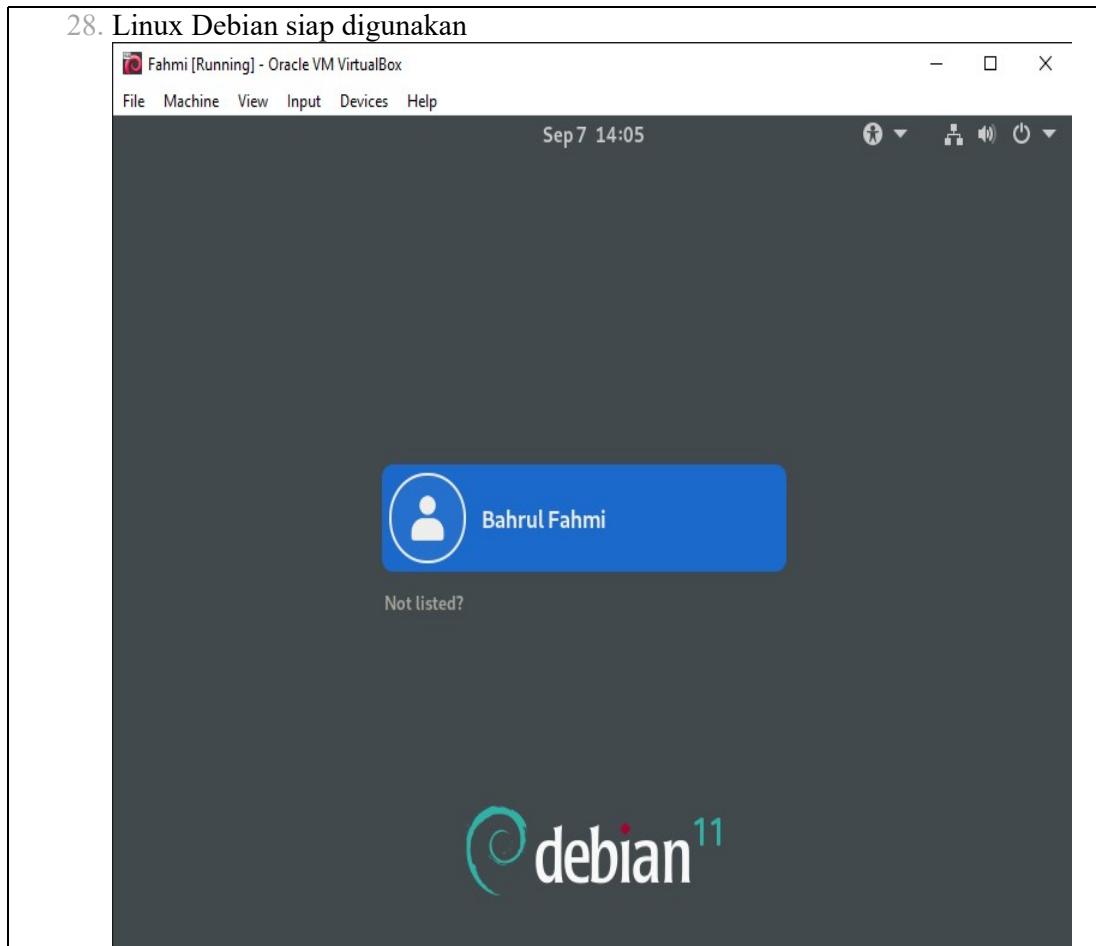 28. Linux Debian siap digunakan
Fahmi [Running] - Oracle VM VirtualBox
File Machine View Input Devices Help
Sep 7 14:05
Bahrul Fahmi
Not listed?
debian 11